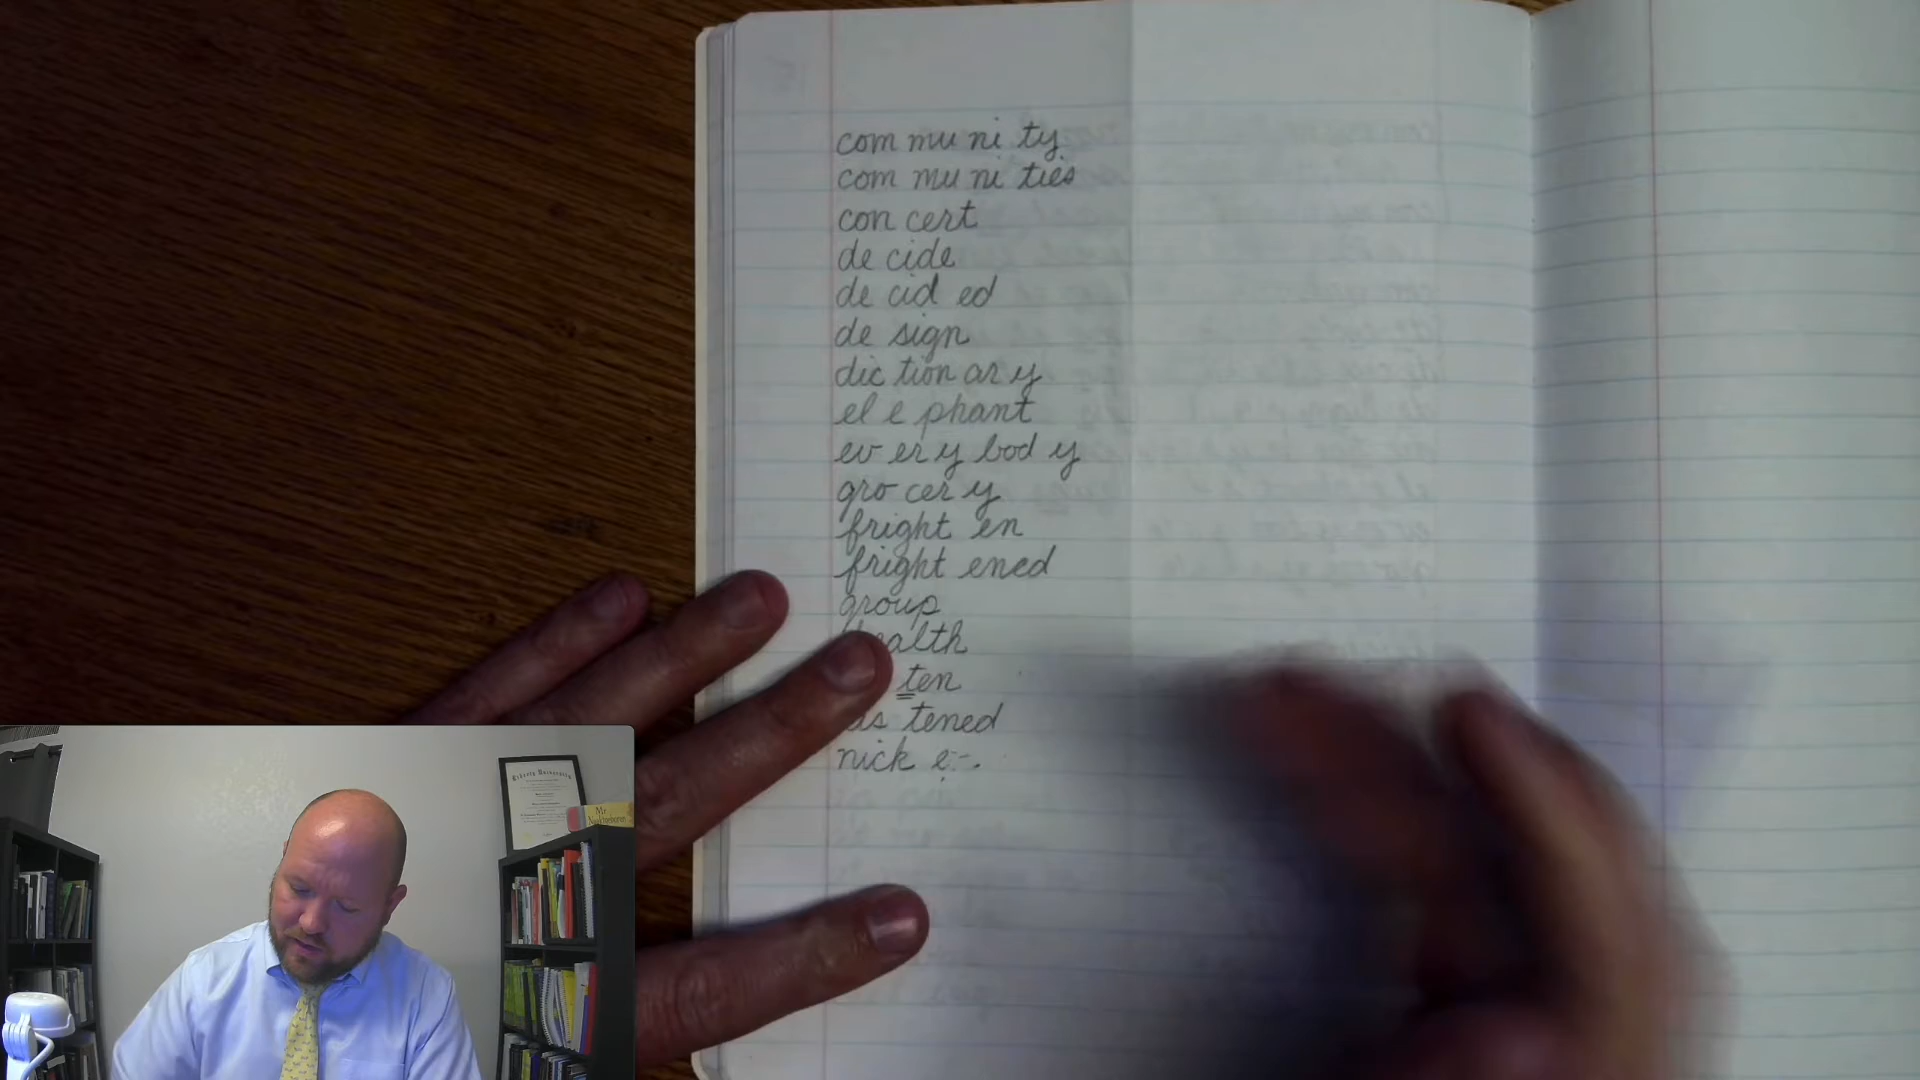 com mu ni ty
com mu ni ties
con cert
de cide
de cid ed
de sign
dic tion ar y
el e phant
ev er y bod y
gro cer y
fright en
fright ened
group
ten
tened
nick
Mr